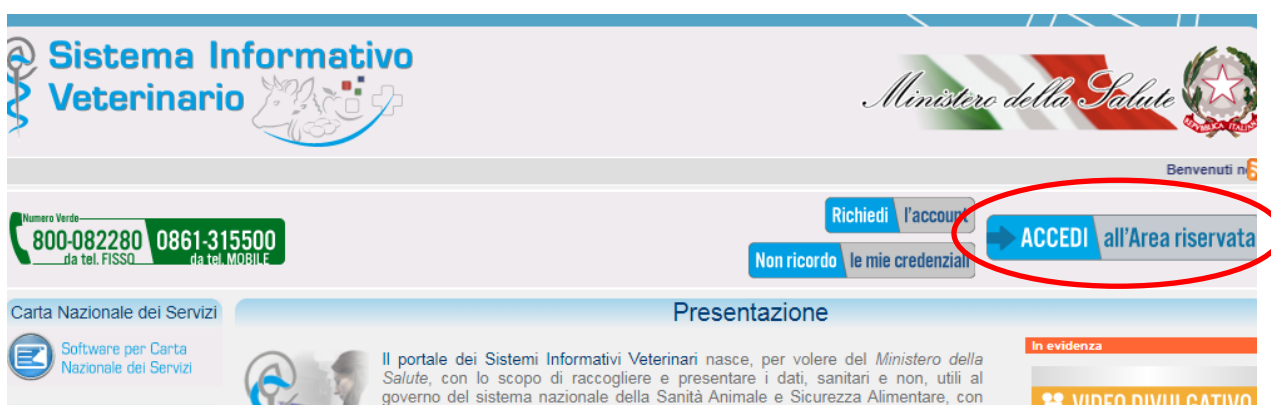 Sistema Informativo
Veterinario
Ministero della Salute
REPVBBLICA ITALIANA
Benvenuti
Numero Verde
800-082280 0861-315500
da tel. FISSO da tel. MOBILE
Richiedi l'account
Non ricordo le mie credenziali
ACCEDI all'Area riservata
Carta Nazionale dei Servizi
Software per Carta
Nazionale dei Servizi
Presentazione
Il portale dei Sistemi Informativi Veterinari nasce, per volere del Ministero della
Salute, con lo scopo di raccogliere e presentare i dati, sanitari e non, utili al
governo del sistema nazionale della Sanità Animale e Sicurezza Alimentare, con
In evidenza
VIDEO DIVULGATIVO